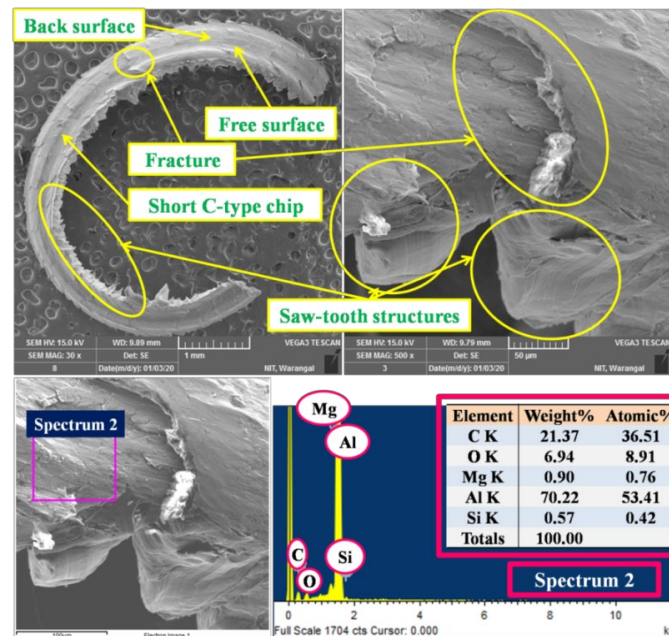 Back surface
Free surface
Fracture
Short C-type chip
Saw-tooth structures
SEM HV: 15.0 kV WD: 9.89 mm VEGA3 TESCAN
SEM MAG: 30 x Det: SE 1 mm
8 Date(m/d/y): 01/03/20 NIT, Warangal
SEM HV: 15.0 kV WD: 9.79 mm VEGA3 TESCAN
SEM MAG: 500 x Det: SE 50 µm
3 Date(m/d/y): 01/03/20 NIT, Warangal
Spectrum 2
100µm Electron Image 1
Mg
Al
C
O
Si
Element Weight% Atomic%
C K 21.37 36.51
O K 6.94 8.91
Mg K 0.90 0.76
Al K 70.22 53.41
Si K 0.57 0.42
Totals 100.00
Spectrum 2
0 2 4 6 8 10
Full Scale 1704 cts Cursor: 0.000